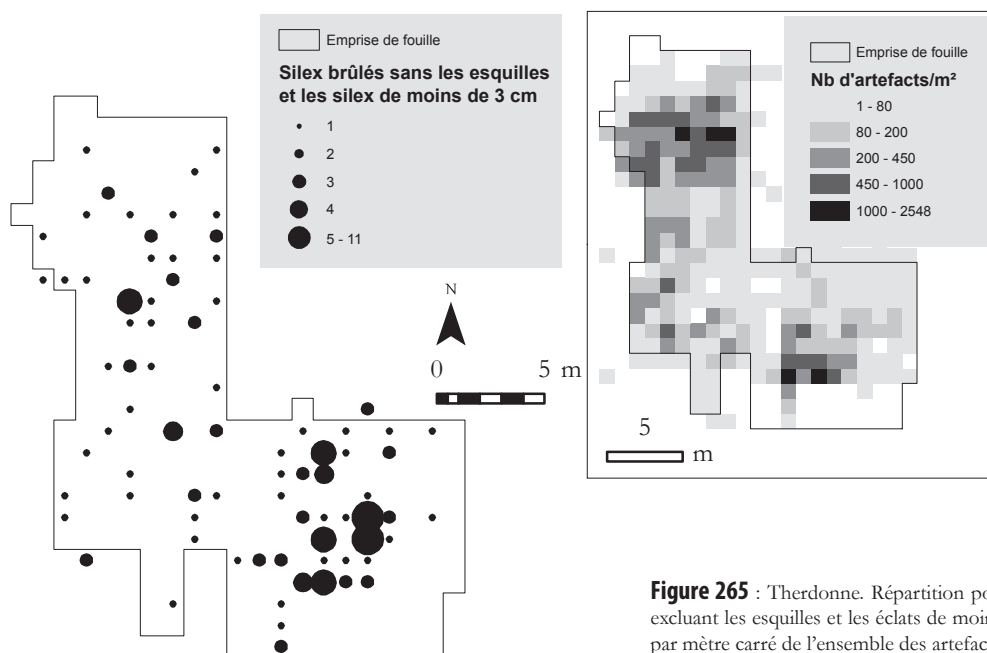 Emprise de fouille
Silex brûlés sans les esquilles
et les silex de moins de 3 cm
1
2
3
4
5 - 11
N
0 5 m
Emprise de fouille
Nb d'artefacts/m²
1 - 80
80 - 200
200 - 450
450 - 1000
1000 - 2548
5
m
Figure 265 : Therdonne. Répartition po
excluant les esquilles et les éclats de moin
par mètre carré de l'ensemble des artefac